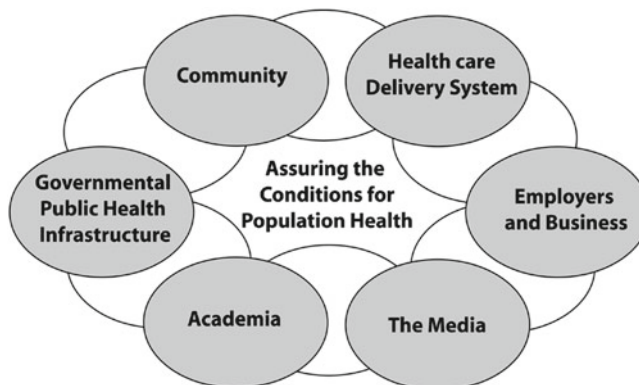 Community
Health care
Delivery System
Assuring the
Conditions for
Population Health
Governmental
Public Health
Infrastructure
Employers
and Business
Academia
The Media